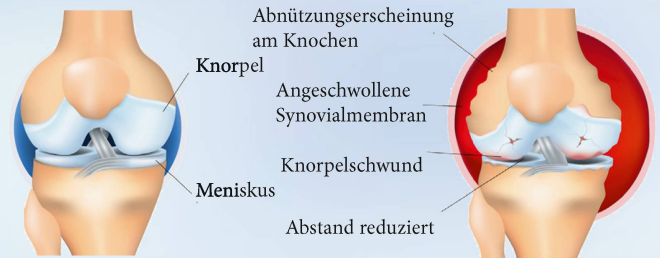 Abnützungserscheinung
am Knochen
Knorpel
Angeschwollene
Synovialmembran
Knorpelschwund
Meniskus
Abstand reduziert